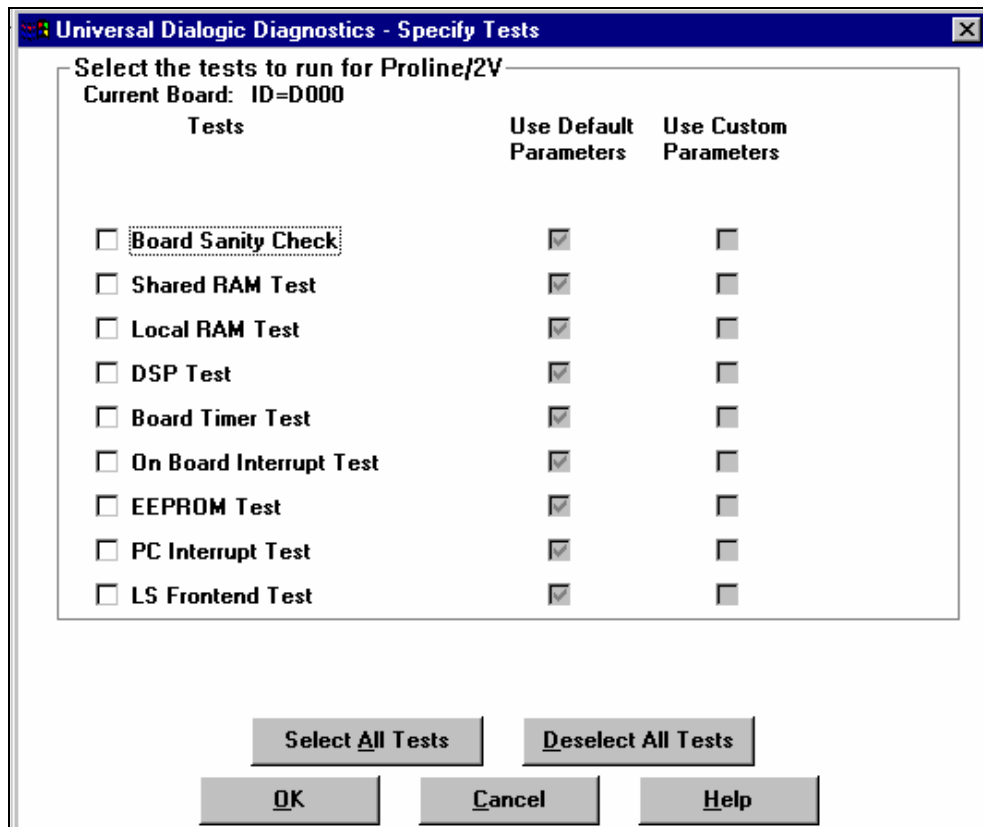 Universal Dialogic Diagnostics - Specify Tests
Select the tests to run for Proline/2V
Current Board: ID=D000
Tests
Use Default Parameters
Use Custom Parameters
Board Sanity Check
Shared RAM Test
Local RAM Test
DSP Test
Board Timer Test
On Board Interrupt Test
EEPROM Test
PC Interrupt Test
LS Frontend Test
Select All Tests
Deselect All Tests
OK
Cancel
Help